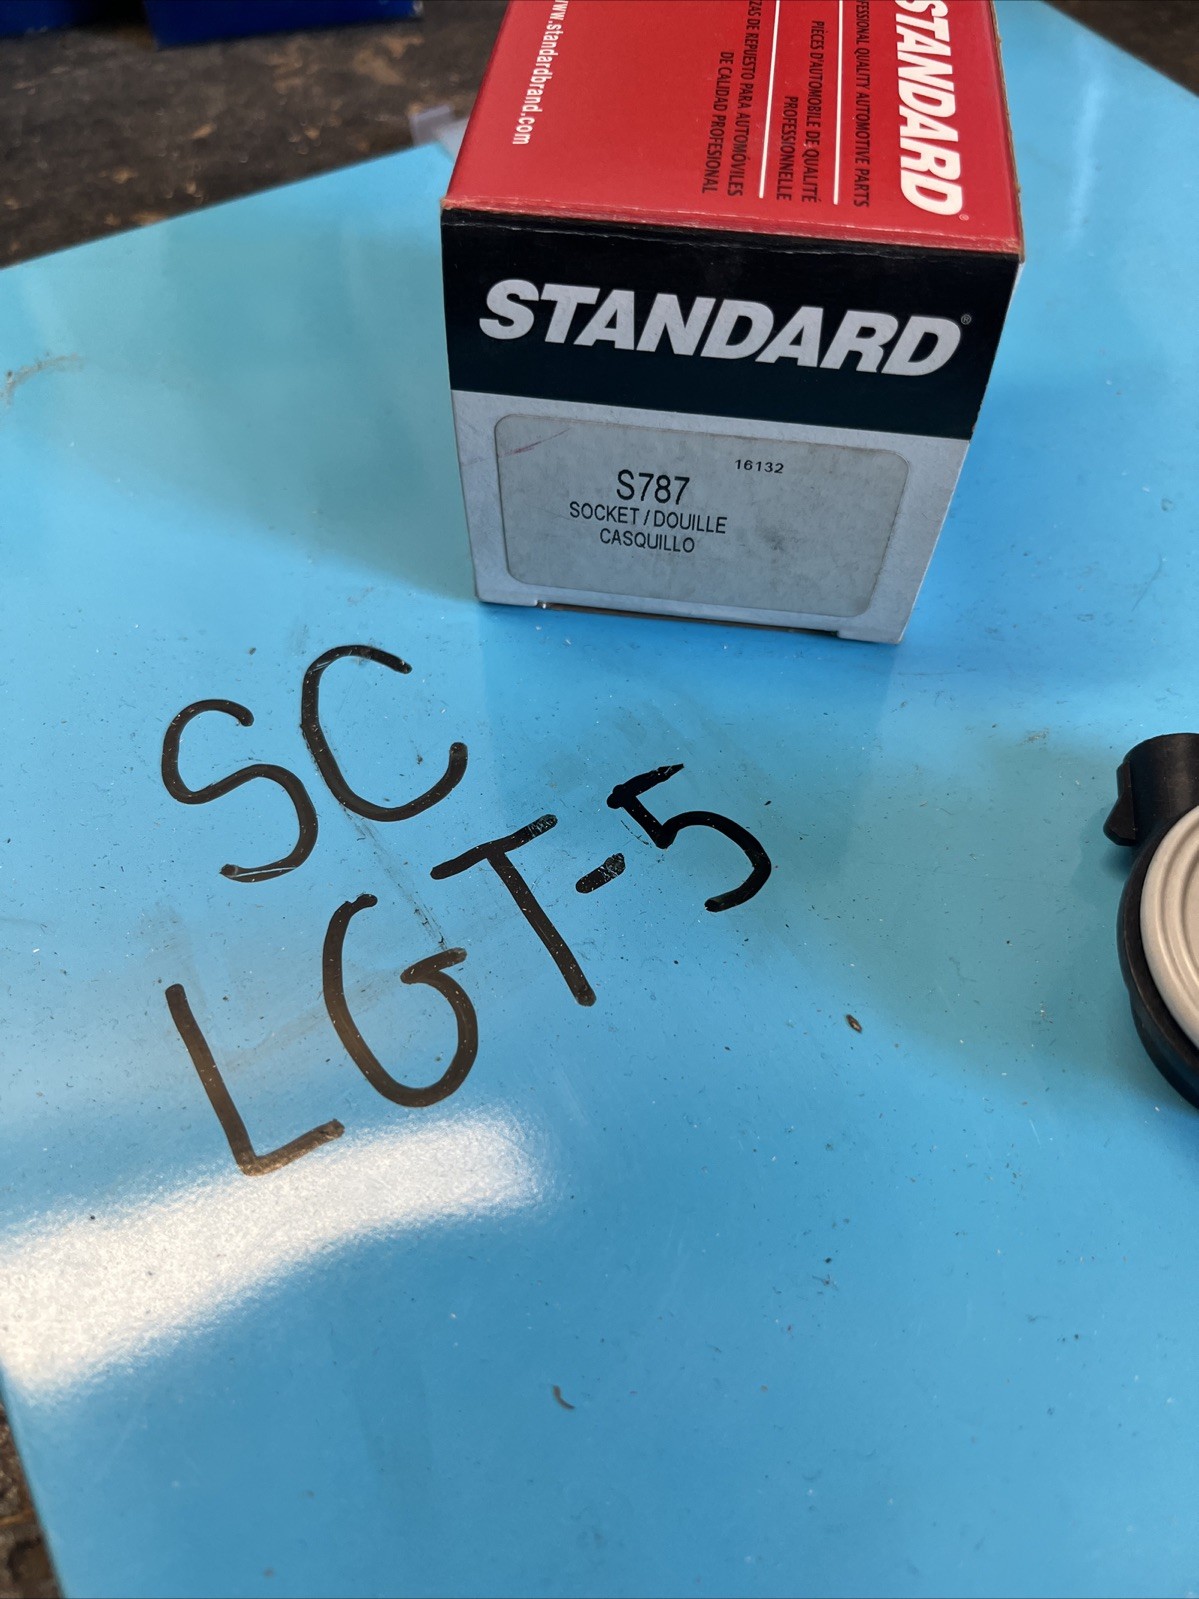 STANDARD®
FESSIONAL QUALITY AUTOMOTIVE PARTS
PIÈCES D'AUTOMOBILE DE QUALITÉ
PROFESSIONNELLE
ZAS DE REPUESTO PARA AUTOMÓVILES
DE CALIDAD PROFESIONAL
www.standardbrand.com
STANDARD®
16132
S787
SOCKET / DOUILLE
CASQUILLO
SC
LGT-5